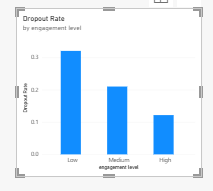 Dropout Rate
by engagement level
0.3
0.2
0.1
0.0
Dropout Rate
Low Medium High
engagement level